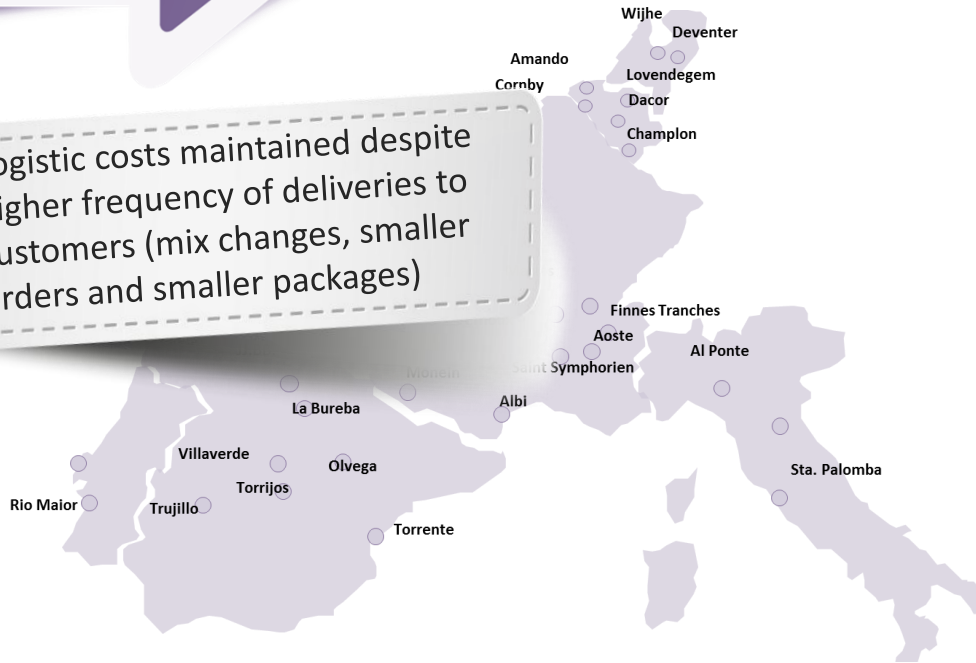 Wijhe
Deventer
Amando
Lovendegem
Cornby
Dacor
Champlon
ogistic costs maintained despite
igher frequency of deliveries to
ustomers (mix changes, smaller
rders and smaller packages)
Finnes Tranches
Aoste
Al Ponte
Symphorien
Albi
La Bureba
Villaverde
Olvega
Sta. Palomba
Torrijos
Rio Maior
Trujillo
Torrente